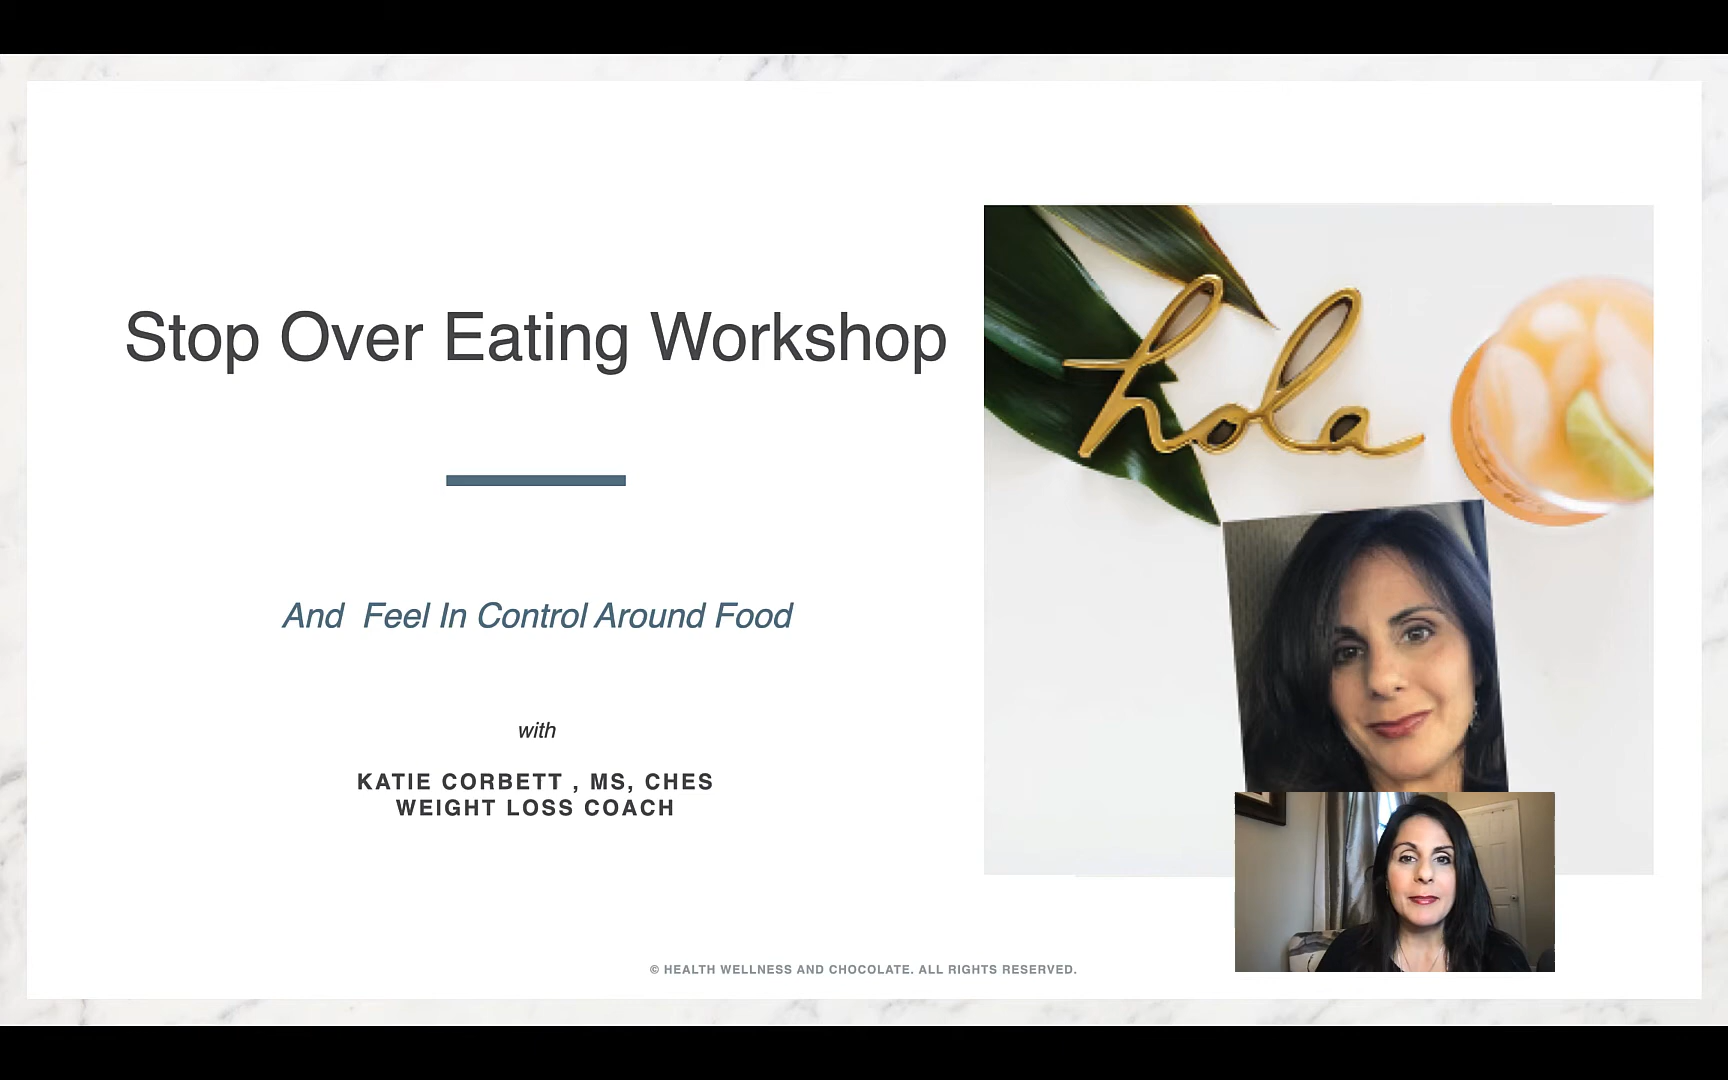 Stop Over Eating Workshop
hola
And  Feel In Control Around Food
with
KATIE CORBETT , MS, CHES
WEIGHT LOSS COACH
© HEALTH WELLNESS AND CHOCOLATE. ALL RIGHTS RESERVED.